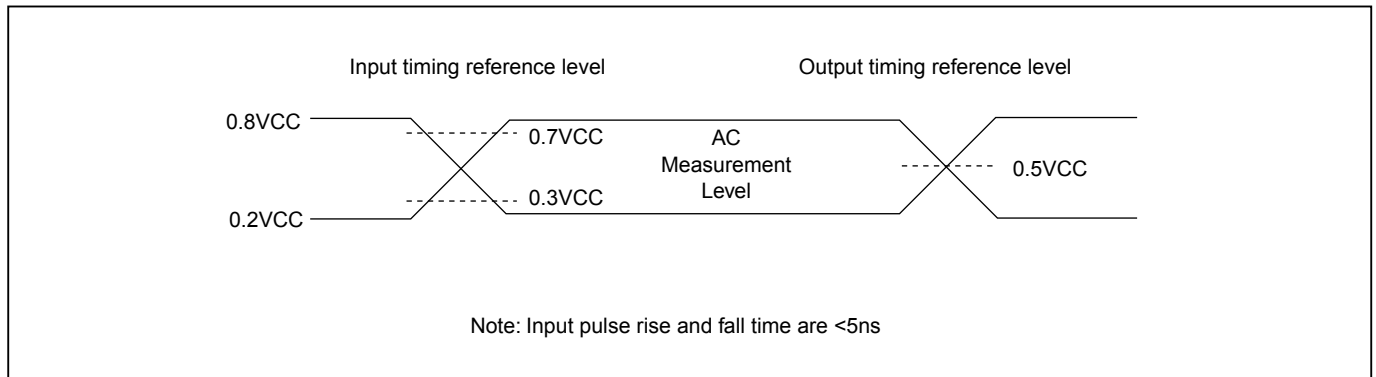 Input timing reference level
Output timing reference level
0.8VCC
0.7VCC
AC
Measurement
Level
0.5VCC
0.3VCC
0.2VCC
Note: Input pulse rise and fall time are <5ns